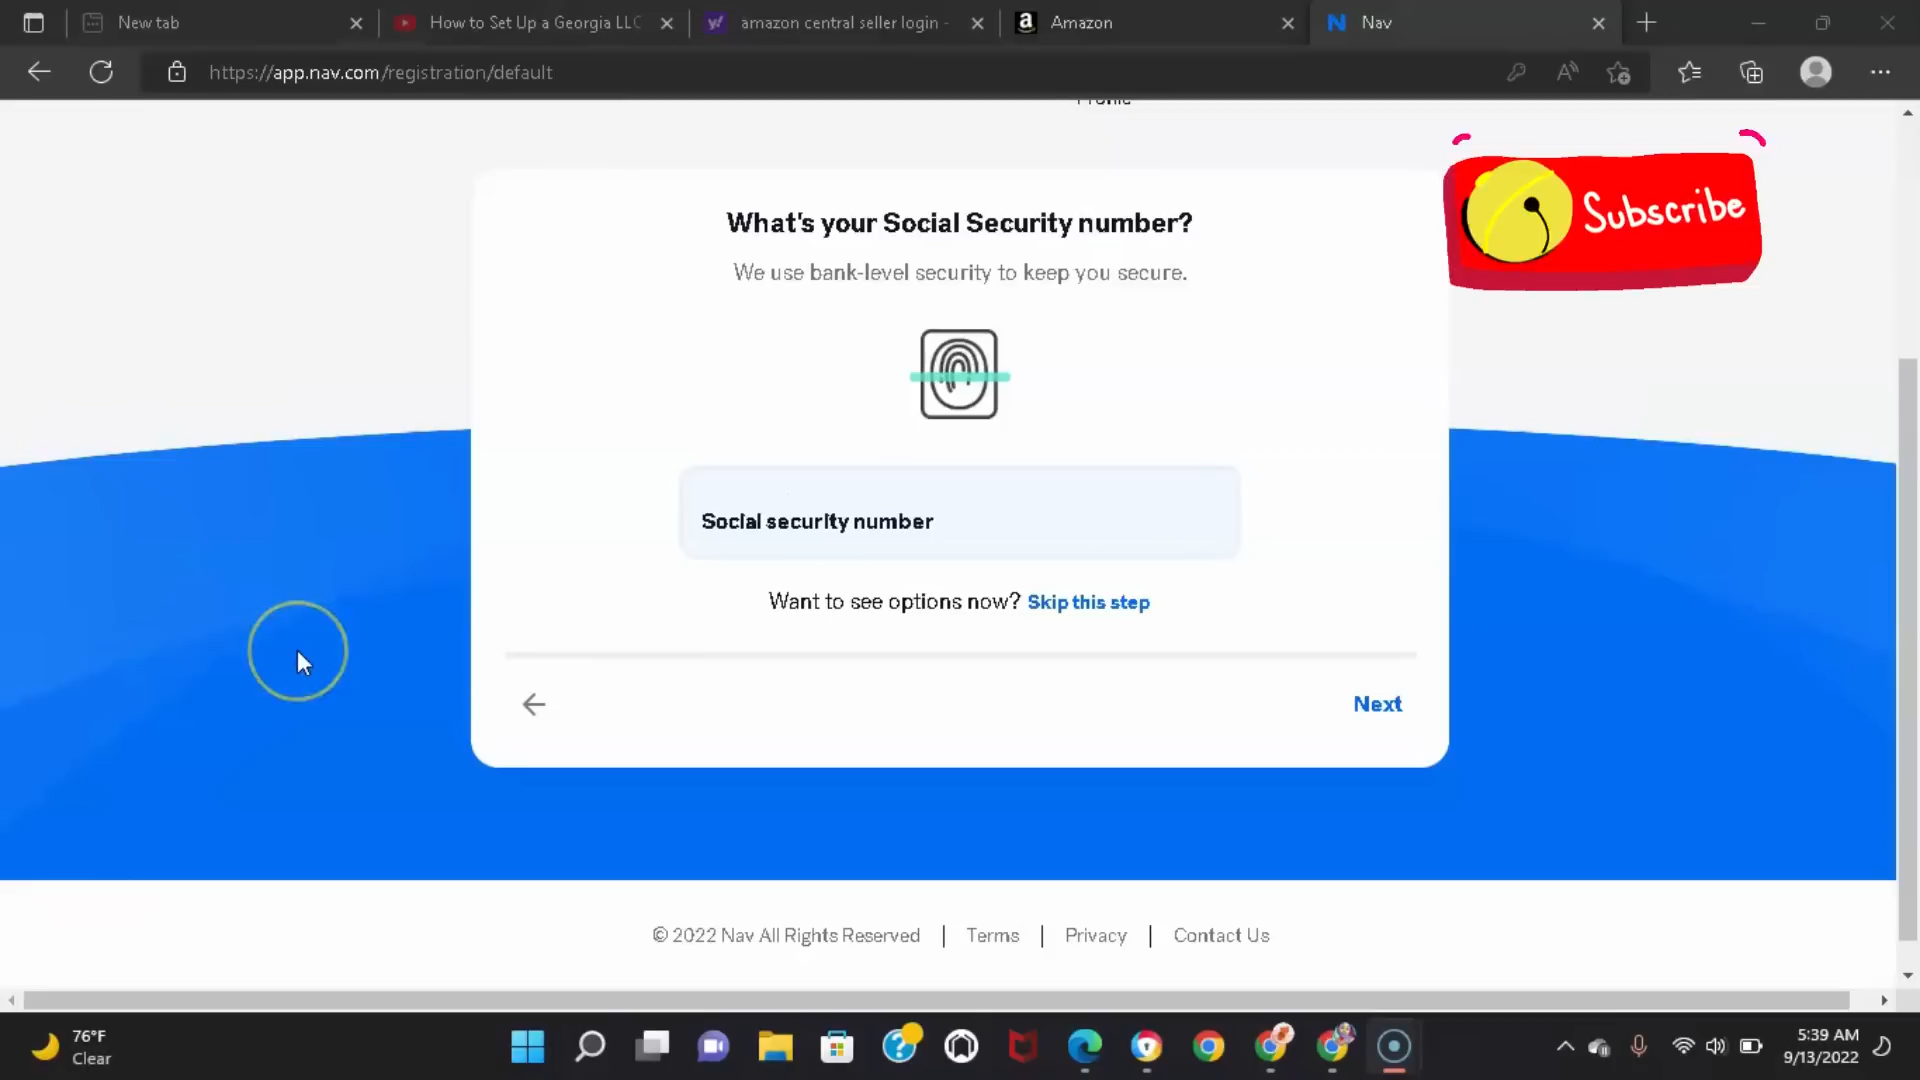 New tab
How to Set Up a Georgia LLC
amazon central seller login -
Amazon
Nav
https://app.nav.com/registration/default
Profile
What's your Social Security number?
We use bank-level security to keep you secure.
Subscribe
Social security number
Want to see options now? Skip this step
Next
© 2022 Nav All Rights Reserved | Terms | Privacy | Contact Us
76°F
Clear
5:39 AM
9/13/2022